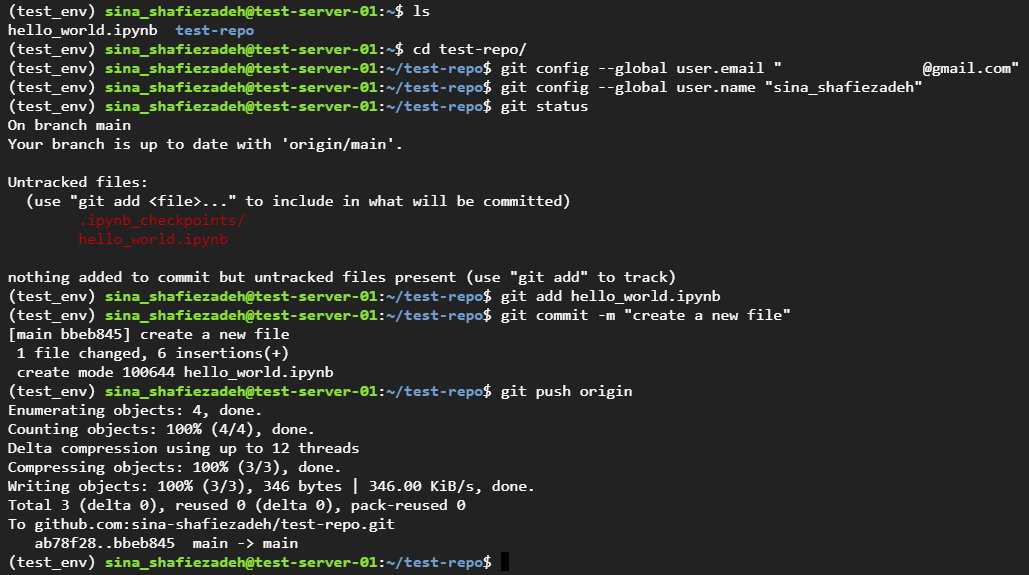 (test_env) sina_shafiezadeh@test-server-01:~$ ls
hello_world.ipynb  test-repo
(test_env) sina_shafiezadeh@test-server-01:~$ cd test-repo/
(test_env) sina_shafiezadeh@test-server-01:~/test-repo$ git config --global user.email "                @gmail.com"
(test_env) sina_shafiezadeh@test-server-01:~/test-repo$ git config --global user.name "sina_shafiezadeh"
(test_env) sina_shafiezadeh@test-server-01:~/test-repo$ git status
On branch main
Your branch is up to date with 'origin/main'.

Untracked files:
  (use "git add <file>..." to include in what will be committed)
        .ipynb_checkpoints/
        hello_world.ipynb

nothing added to commit but untracked files present (use "git add" to track)
(test_env) sina_shafiezadeh@test-server-01:~/test-repo$ git add hello_world.ipynb
(test_env) sina_shafiezadeh@test-server-01:~/test-repo$ git commit -m "create a new file"
[main bbeb845] create a new file
 1 file changed, 6 insertions(+)
 create mode 100644 hello_world.ipynb
(test_env) sina_shafiezadeh@test-server-01:~/test-repo$ git push origin
Enumerating objects: 4, done.
Counting objects: 100% (4/4), done.
Delta compression using up to 12 threads
Compressing objects: 100% (3/3), done.
Writing objects: 100% (3/3), 346 bytes | 346.00 KiB/s, done.
Total 3 (delta 0), reused 0 (delta 0), pack-reused 0
To github.com:sina-shafiezadeh/test-repo.git
   ab78f28..bbeb845  main -> main
(test_env) sina_shafiezadeh@test-server-01:~/test-repo$